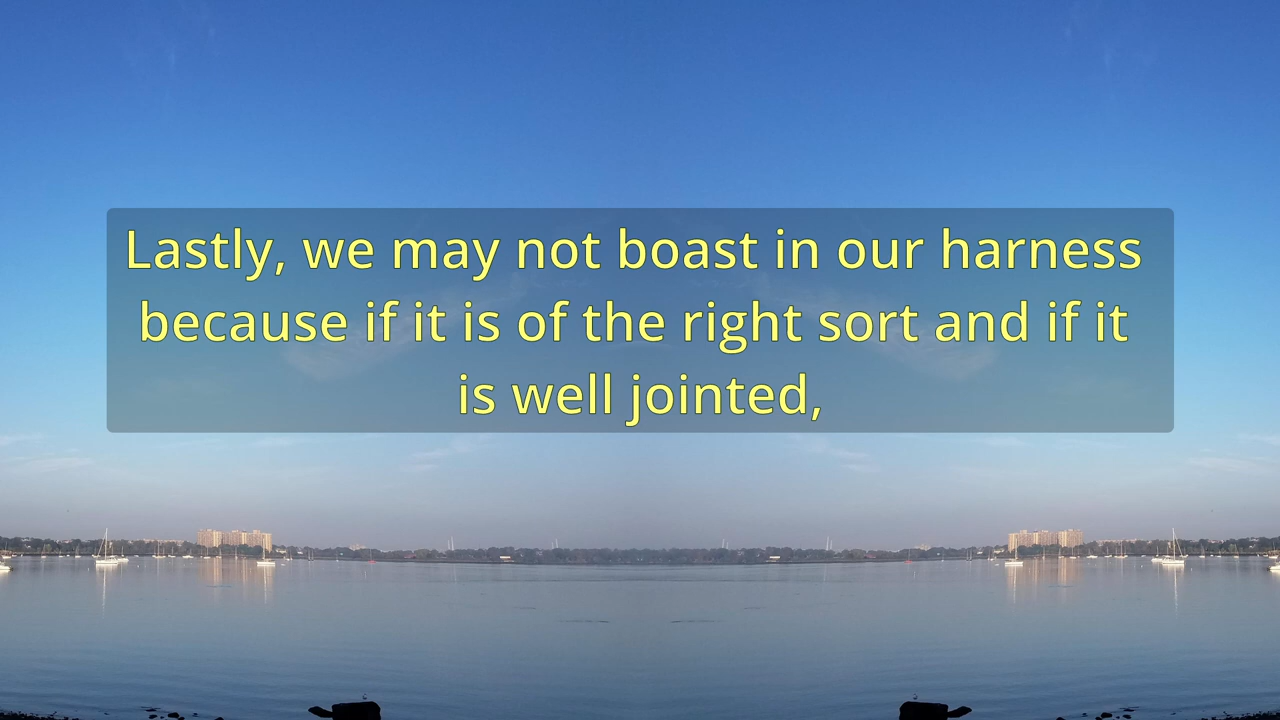 Lastly, we may not boast in our harness
because if it is of the right sort and if it
is well jointed,